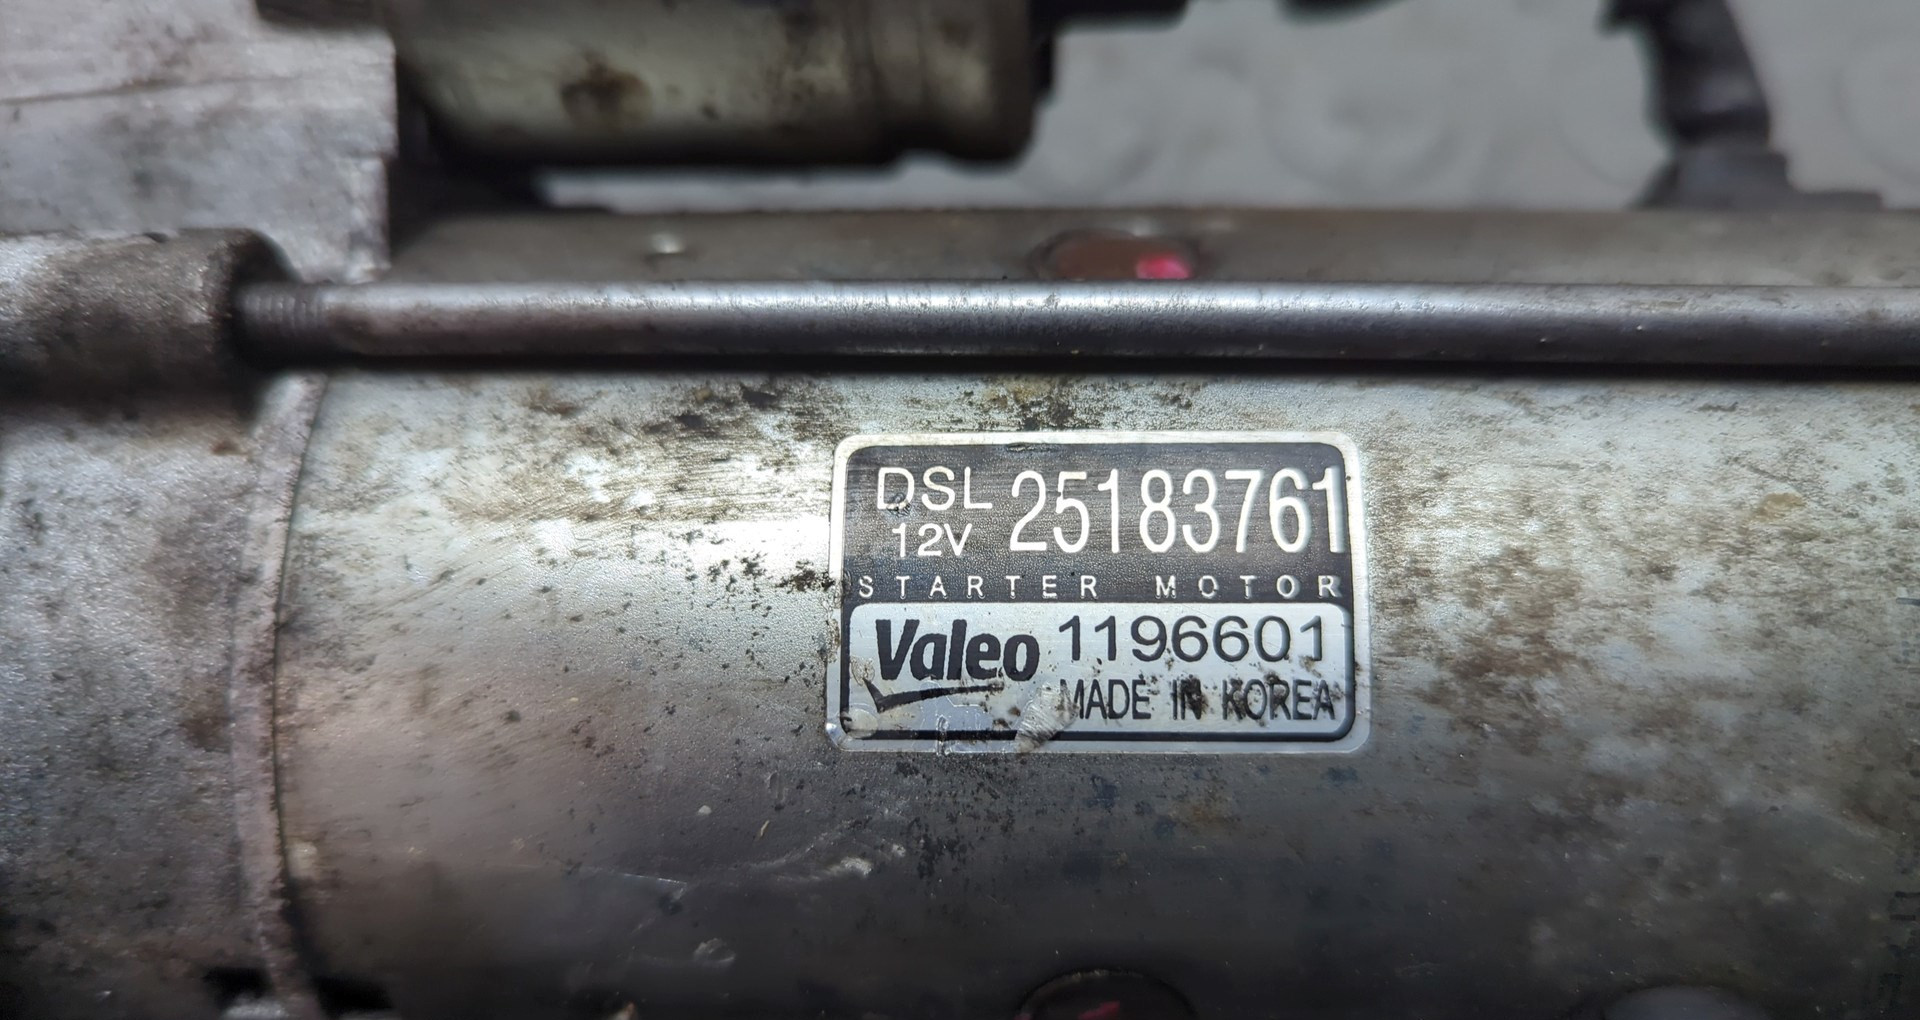 DSL 25183761
12V
STARTER MOTOR
Valeo 1196601
MADE IN KOREA